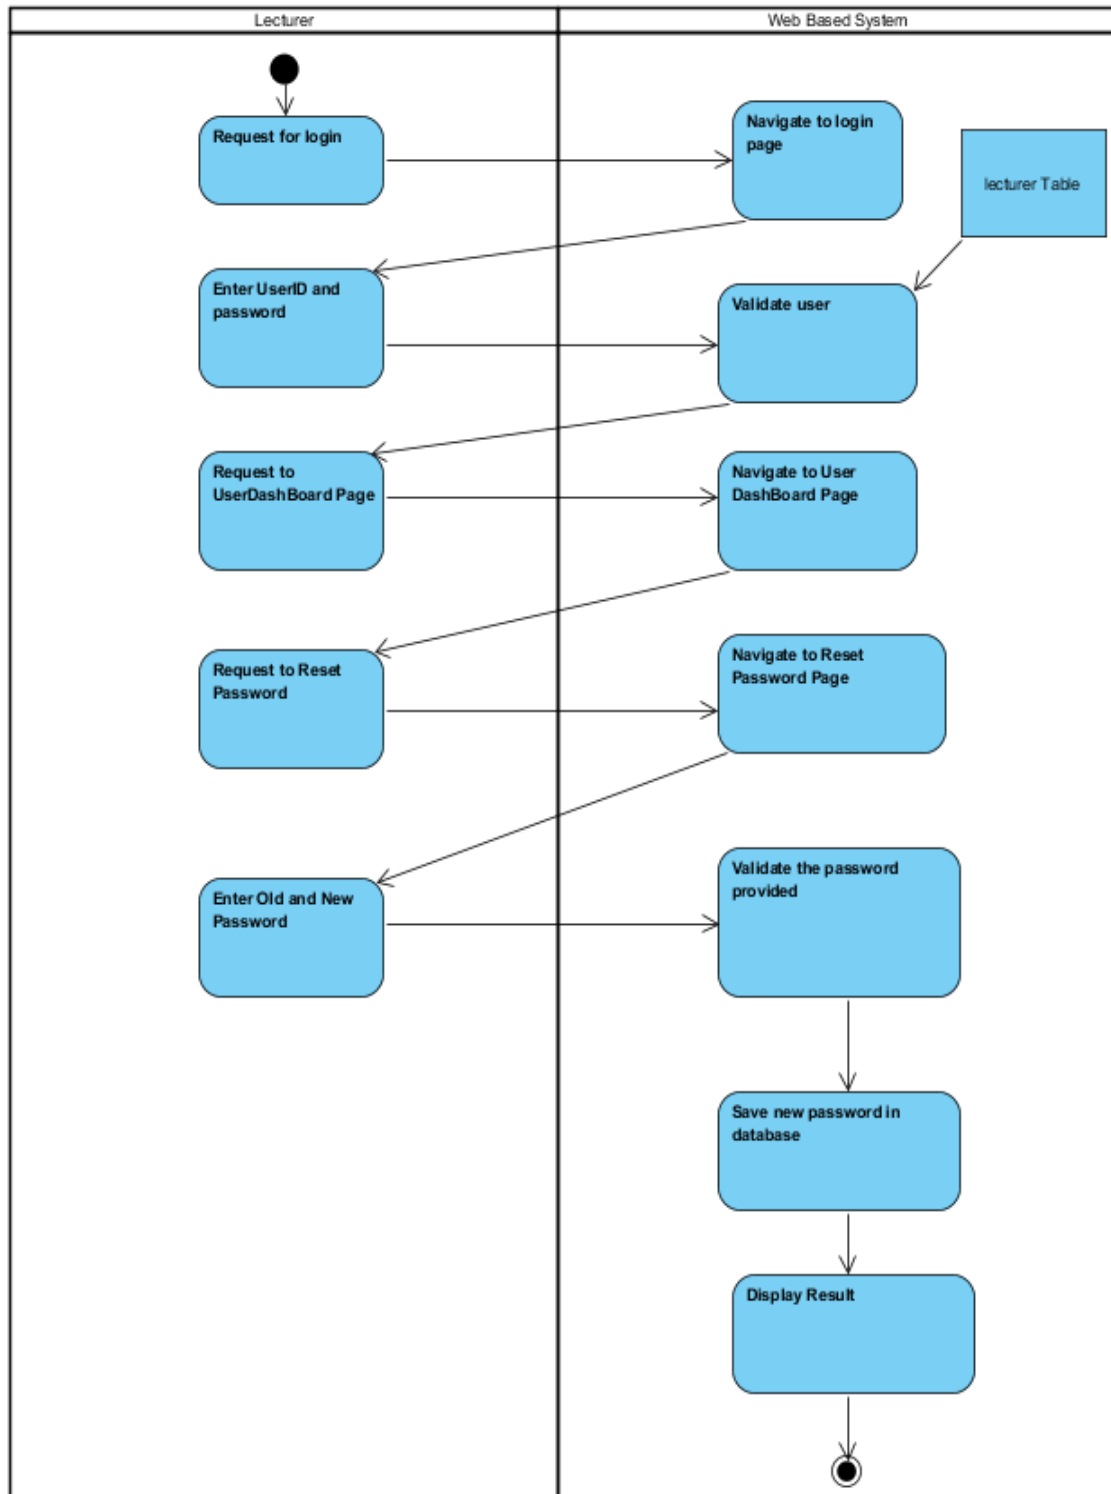 Lecturer
Web Based System
Request for login
Navigate to login
page
lecturer Table
Enter UserID and
password
Validate user
Request to
UserDashBoard Page
Navigate to User
DashBoard Page
Request to Reset
Password
Navigate to Reset
Password Page
Enter Old and New
Password
Validate the password
provided
Save new password in
database
Display Result